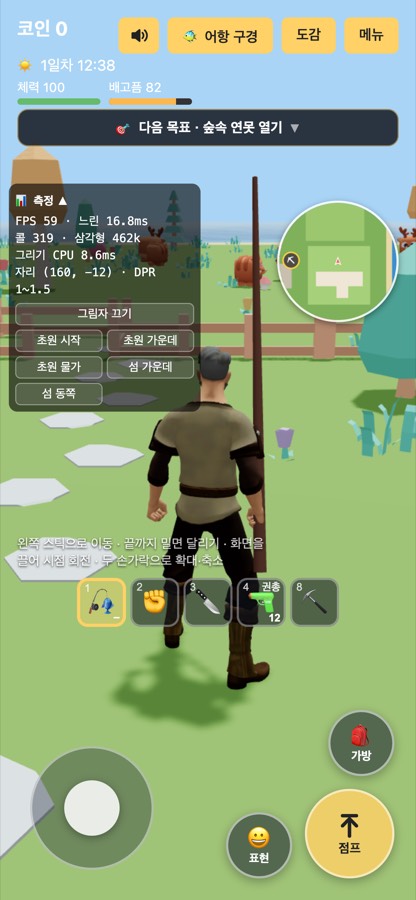 코인 0
어항 구경
도감
메뉴
1일차 12:38
체력 100
배고픔 82
다음 목표 · 숲속 연못 열기 ▼
측정 ▲
FPS 59 · 느린 16.8ms
콜 319 · 삼각형 462k
그리기 CPU 8.6ms
자리 (160, −12) · DPR
1~1.5
그림자 끄기
초원 시작
초원 가운데
초원 물가
섬 가운데
섬 동쪽
왼쪽 스틱으로 이동 · 끝까지 밀면 달리기 · 화면을
끌어 시점 회전 · 두 손가락으로 확대·축소
1
2
3
4 권총
8
–
12
가방
점프
표현